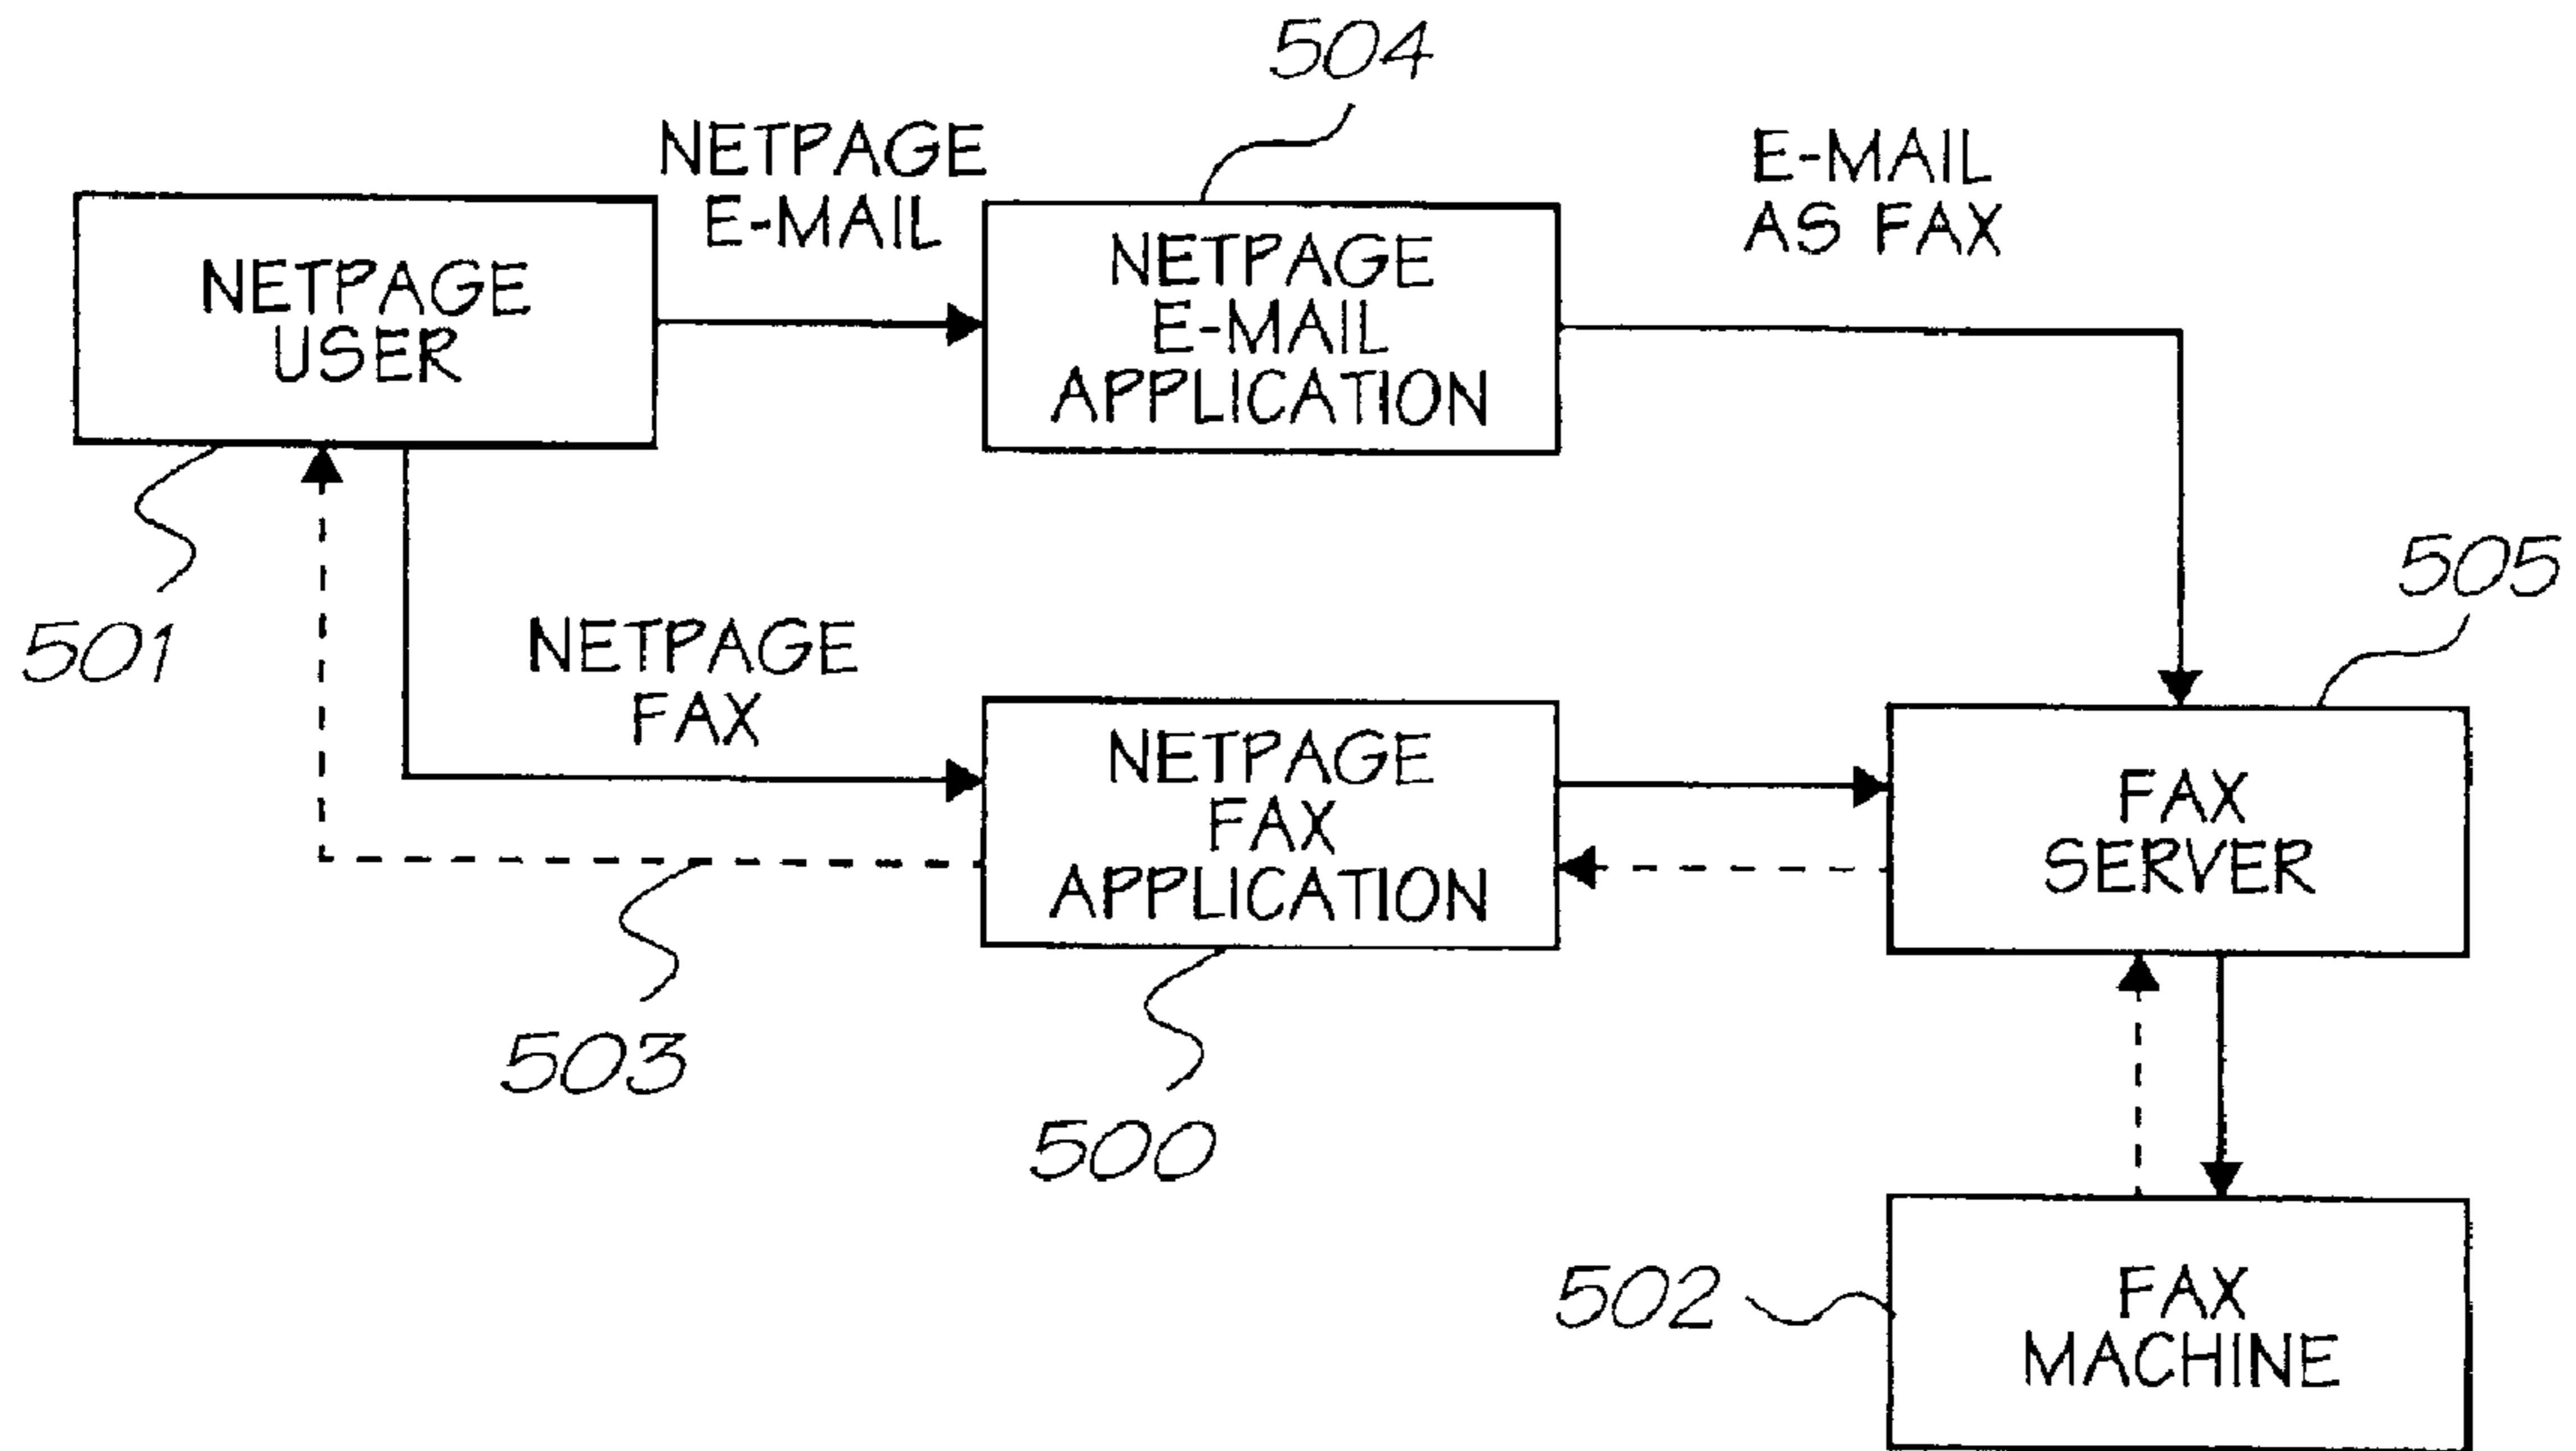 504
NETPAGE
E-MAIL
E-MAIL
AS FAX
NETPAGE
USER
NETPAGE
E-MAIL
APPLICATION
501
NETPAGE
FAX
505
NETPAGE
FAX
APPLICATION
FAX
SERVER
503
500
502
FAX
MACHINE